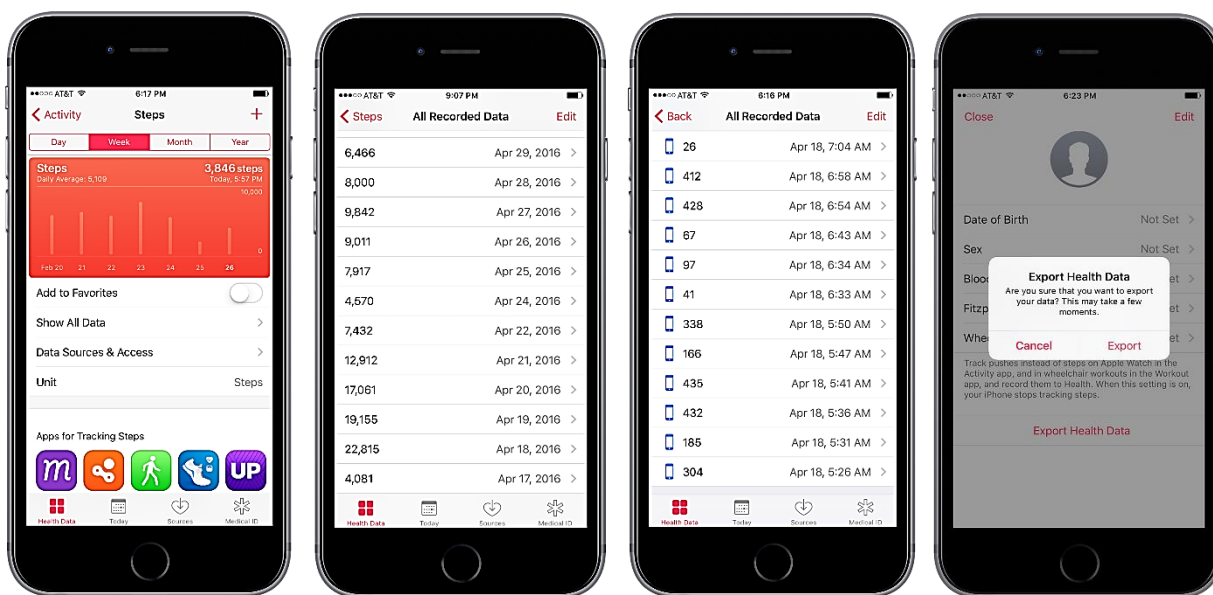 ●●○○○ AT&T 6:17 PM
Activity Steps +
Day Week Month Year
Steps 3,846 steps
Daily Average: 5,109 Today, 5:57 PM
10,000
0
Feb 20 21 22 23 24 25 26
Add to Favorites
Show All Data
Data Sources & Access
Unit Steps
Apps for Tracking Steps
m UP
Health Data Today Sources Medical ID
●●●○○ AT&T 9:07 PM
Steps All Recorded Data Edit
6,466 Apr 29, 2016
8,000 Apr 28, 2016
9,842 Apr 27, 2016
9,011 Apr 26, 2016
7,917 Apr 25, 2016
4,570 Apr 24, 2016
7,432 Apr 22, 2016
12,912 Apr 21, 2016
17,061 Apr 20, 2016
19,155 Apr 19, 2016
22,815 Apr 18, 2016
4,081 Apr 17, 2016
Health Data Today Sources Medical ID
●●●○○ AT&T 6:16 PM
Back All Recorded Data Edit
26 Apr 18, 7:04 AM
412 Apr 18, 6:58 AM
428 Apr 18, 6:54 AM
67 Apr 18, 6:43 AM
97 Apr 18, 6:34 AM
41 Apr 18, 6:33 AM
338 Apr 18, 5:50 AM
166 Apr 18, 5:47 AM
435 Apr 18, 5:41 AM
432 Apr 18, 5:36 AM
185 Apr 18, 5:31 AM
304 Apr 18, 5:26 AM
Health Data Today Sources Medical ID
●●○○○ AT&T 6:23 PM
Close Edit
Date of Birth Not Set
Sex Not Set
Bloo et
Fitzp et
Whe et
Export Health Data
Are you sure that you want to export
your data? This may take a few
moments.
Cancel Export
Track pushes instead of steps on Apple Watch in the
Activity app, and in wheelchair workouts in the Workout
app, and record them to Health. When this setting is on,
your iPhone stops tracking steps.
Export Health Data